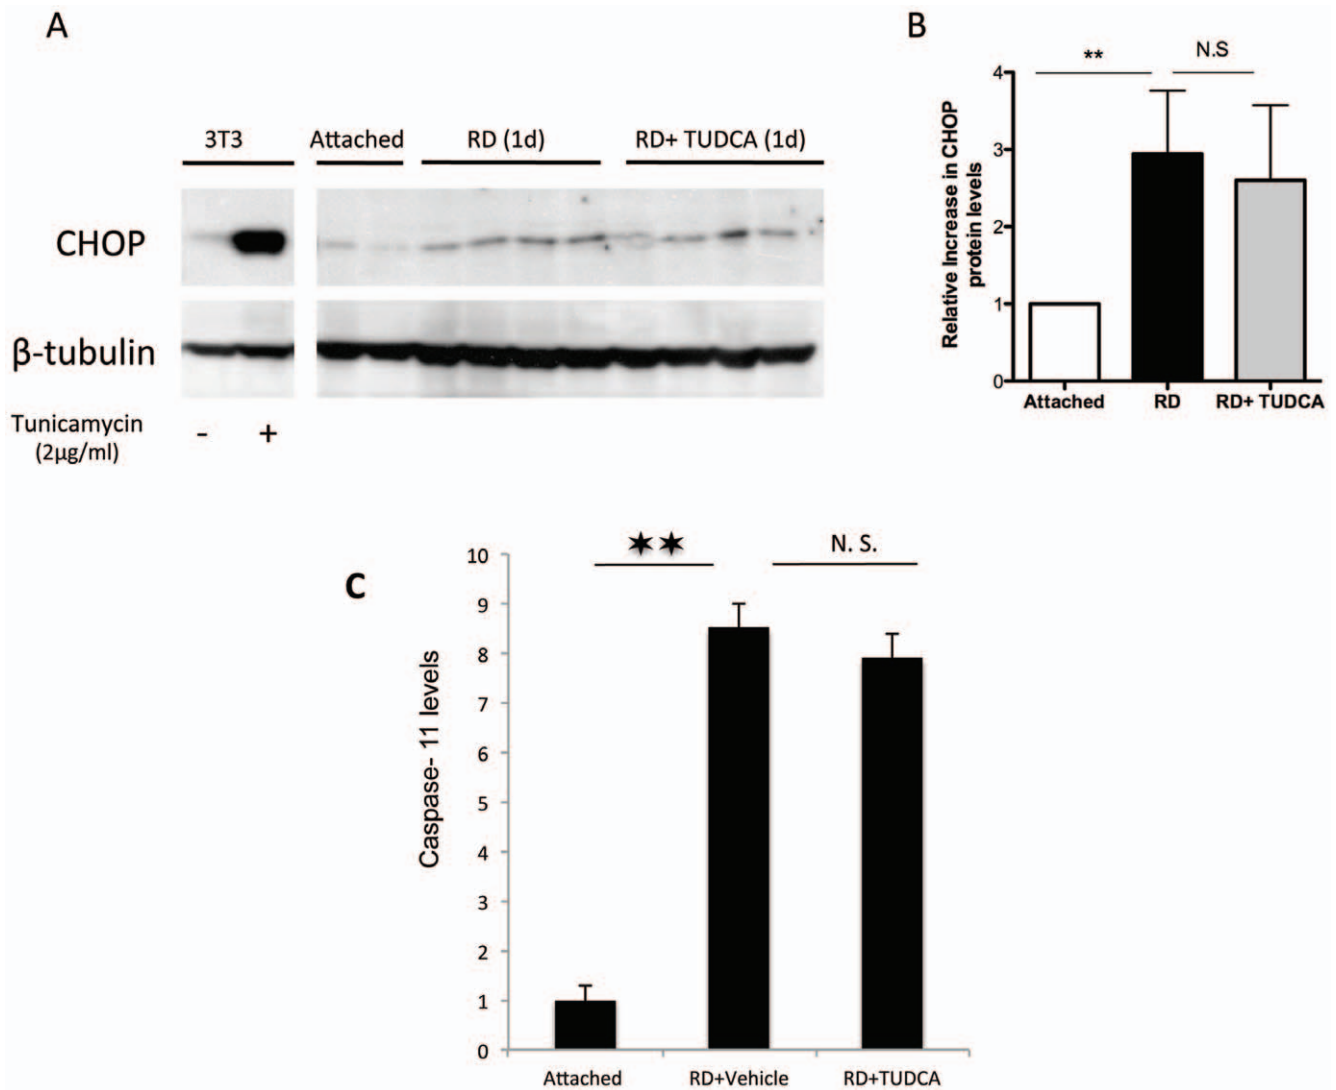 A
3T3 Attached RD (1d) RD+ TUDCA (1d)
CHOP
β-tubulin
Tunicamycin - +
(2μg/ml)
B
** N.S
Relative Increase in CHOP
protein levels
4
3
2
1
0
Attached RD RD+ TUDCA
C
★★ N. S.
Caspase- 11 levels
10
9
8
7
6
5
4
3
2
1
0
Attached RD+Vehicle RD+TUDCA